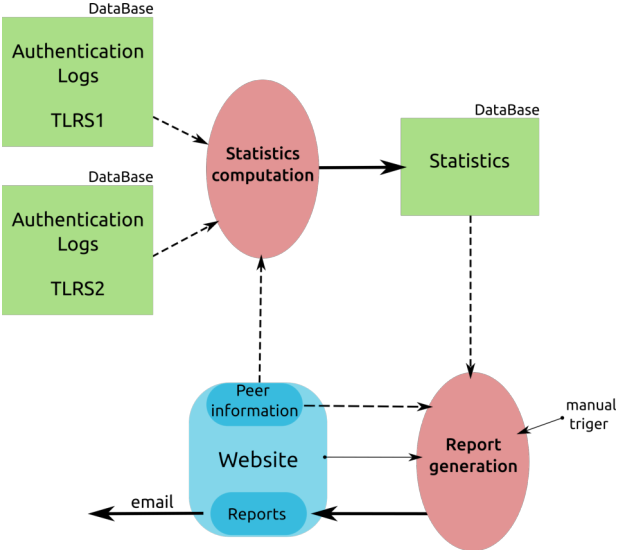 DataBase
Authentication
Logs
TLRS1
DataBase
Authentication
Logs
TLRS2
Statistics
computation
DataBase
Statistics
Peer
information
Website
Reports
email
Report
generation
manual
triger